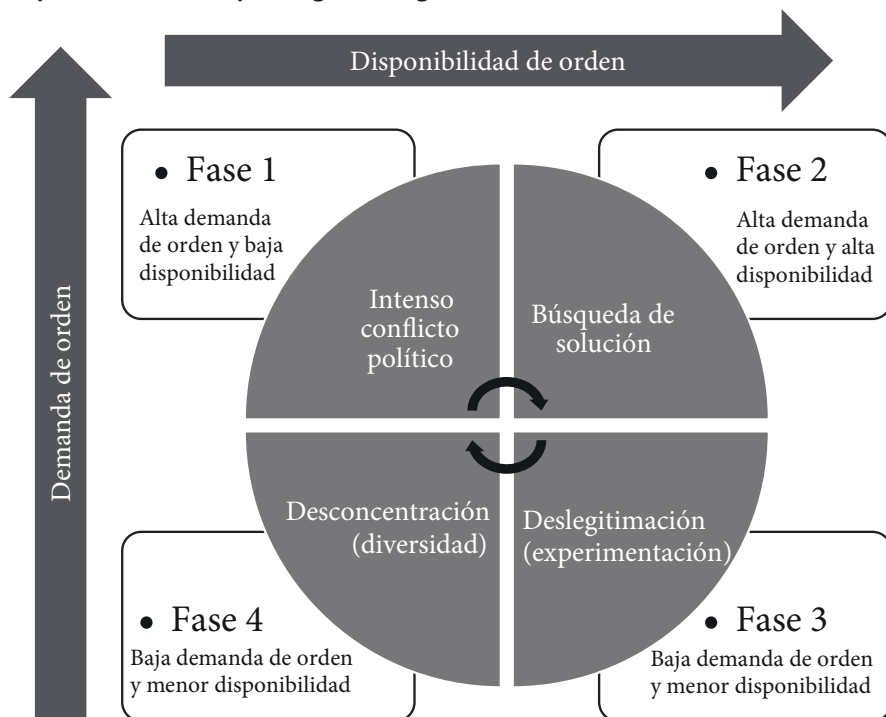 Disponibilidad de orden
Demanda de orden
• Fase 1
Alta demanda
de orden y baja
disponibilidad
• Fase 2
Alta demanda
de orden y alta
disponibilidad
Intenso
conflicto
político
Búsqueda de
solución
Desconcentración
(diversidad)
Deslegitimación
(experimentación)
• Fase 4
Baja demanda de orden
y menor disponibilidad
• Fase 3
Baja demanda de orden
y menor disponibilidad